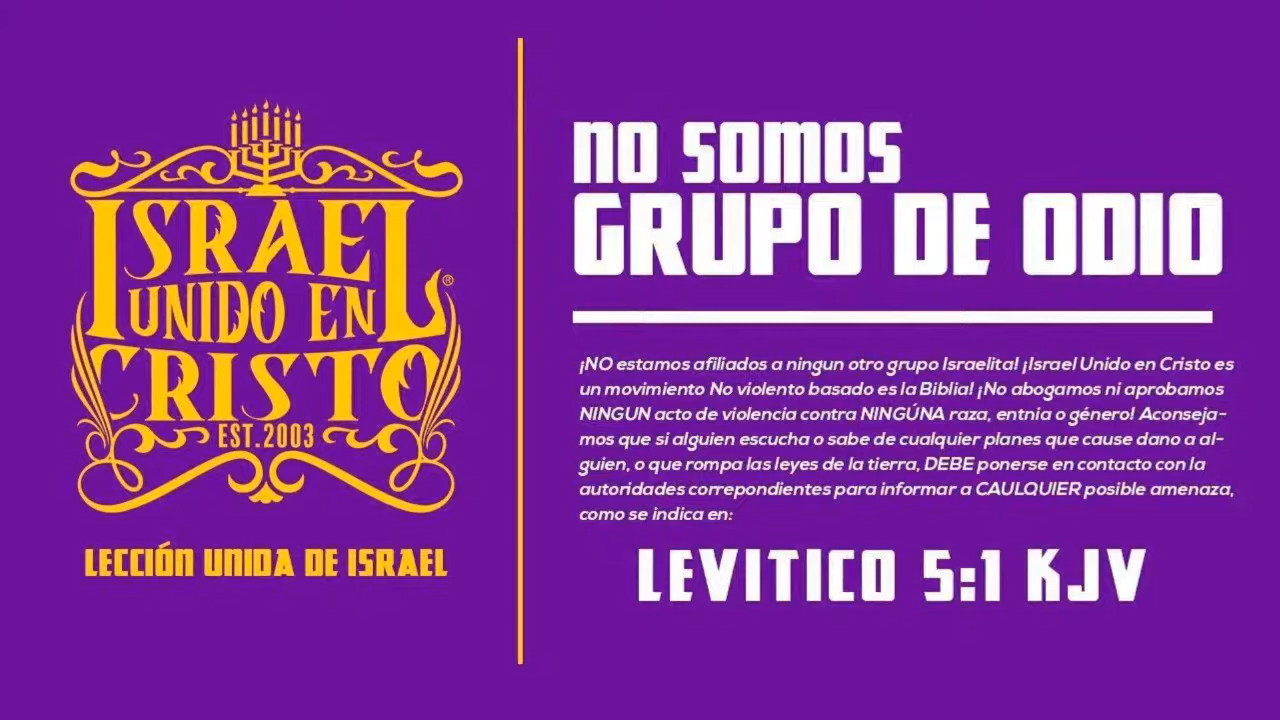 ISRAEL
UNIDO EN
CRISTO
®
EST.2003
LECCIÓN UNIDA DE ISRAEL
NO SOMOS
GRUPO DE ODIO
¡NO estamos afiliados a ningun otro grupo Israelita! ¡Israel Unido en Cristo es
un movimiento No violento basado es la Biblia! ¡No abogamos ni aprobamos
NINGUN acto de violencia contra NINGÚNA raza, entnia o género! Aconseja-
mos que si alguien escucha o sabe de cualquier planes que cause dano a al-
guien, o que rompa las leyes de la tierra, DEBE ponerse en contacto con la
autoridades correpondientes para informar a CAULQUIER posible amenaza,
como se indica en:
LEVITICO 5:1 KJV